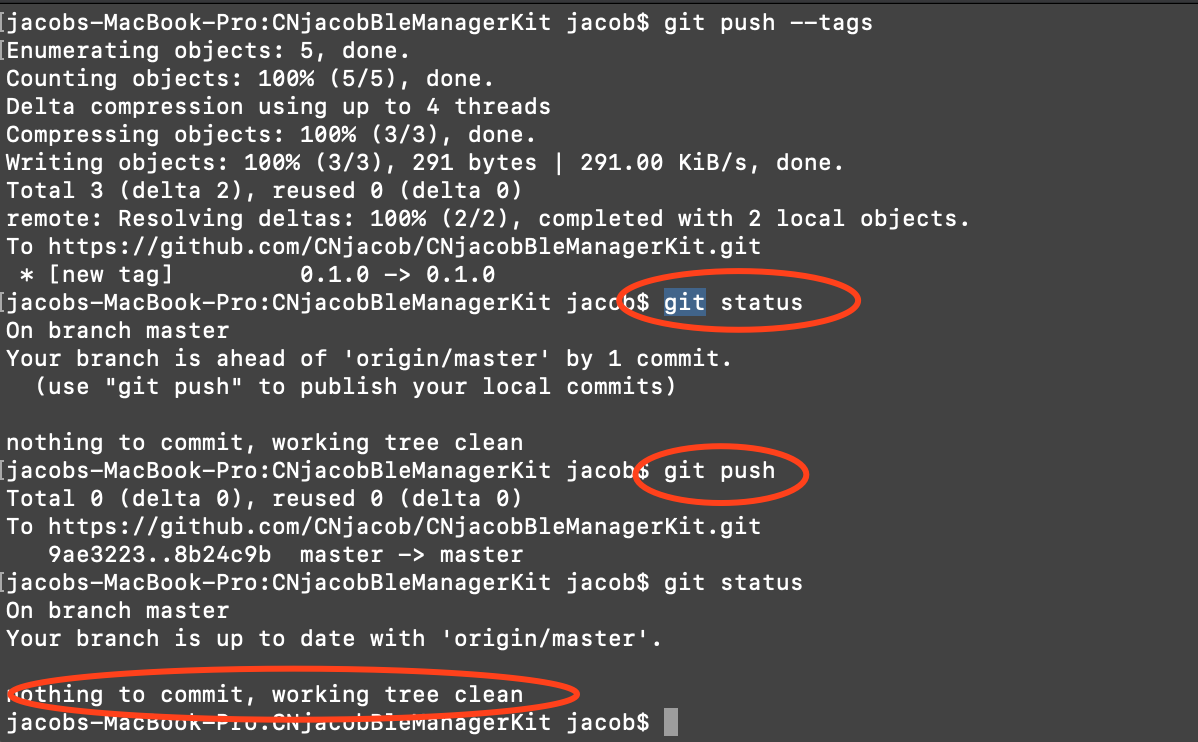 jacobs-MacBook-Pro:CNjacobBleManagerKit jacob$ git push --tags
Enumerating objects: 5, done.
Counting objects: 100% (5/5), done.
Delta compression using up to 4 threads
Compressing objects: 100% (3/3), done.
Writing objects: 100% (3/3), 291 bytes | 291.00 KiB/s, done.
Total 3 (delta 2), reused 0 (delta 0)
remote: Resolving deltas: 100% (2/2), completed with 2 local objects.
To https://github.com/CNjacob/CNjacobBleManagerKit.git
 * [new tag]         0.1.0 -> 0.1.0
jacobs-MacBook-Pro:CNjacobBleManagerKit jacob$ git status
On branch master
Your branch is ahead of 'origin/master' by 1 commit.
  (use "git push" to publish your local commits)
nothing to commit, working tree clean
jacobs-MacBook-Pro:CNjacobBleManagerKit jacob$ git push
Total 0 (delta 0), reused 0 (delta 0)
To https://github.com/CNjacob/CNjacobBleManagerKit.git
   9ae3223..8b24c9b  master -> master
jacobs-MacBook-Pro:CNjacobBleManagerKit jacob$ git status
On branch master
Your branch is up to date with 'origin/master'.
nothing to commit, working tree clean
jacobs-MacBook-Pro:CNjacobBleManagerKit jacob$